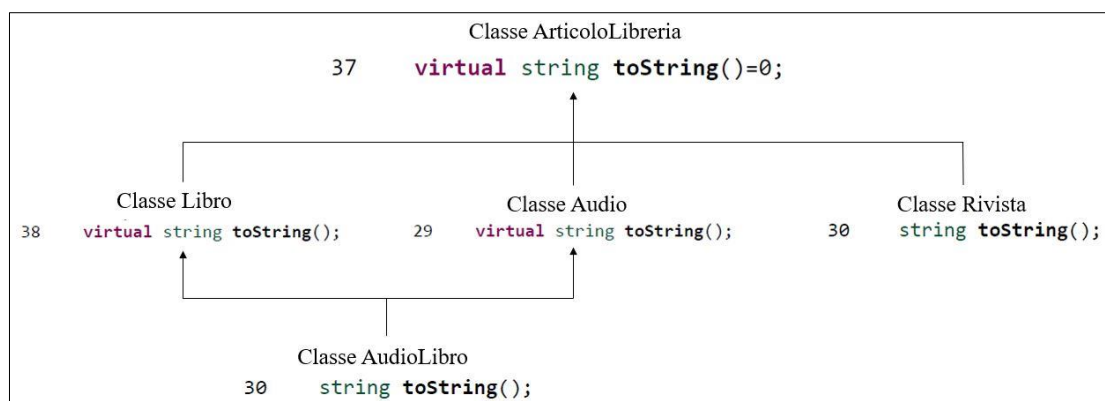 Classe ArticoloLibreria
37 virtual string toString()=0;
Classe Libro
38 virtual string toString();
Classe Audio
29 virtual string toString();
Classe Rivista
30 string toString();
Classe AudioLibro
30 string toString();